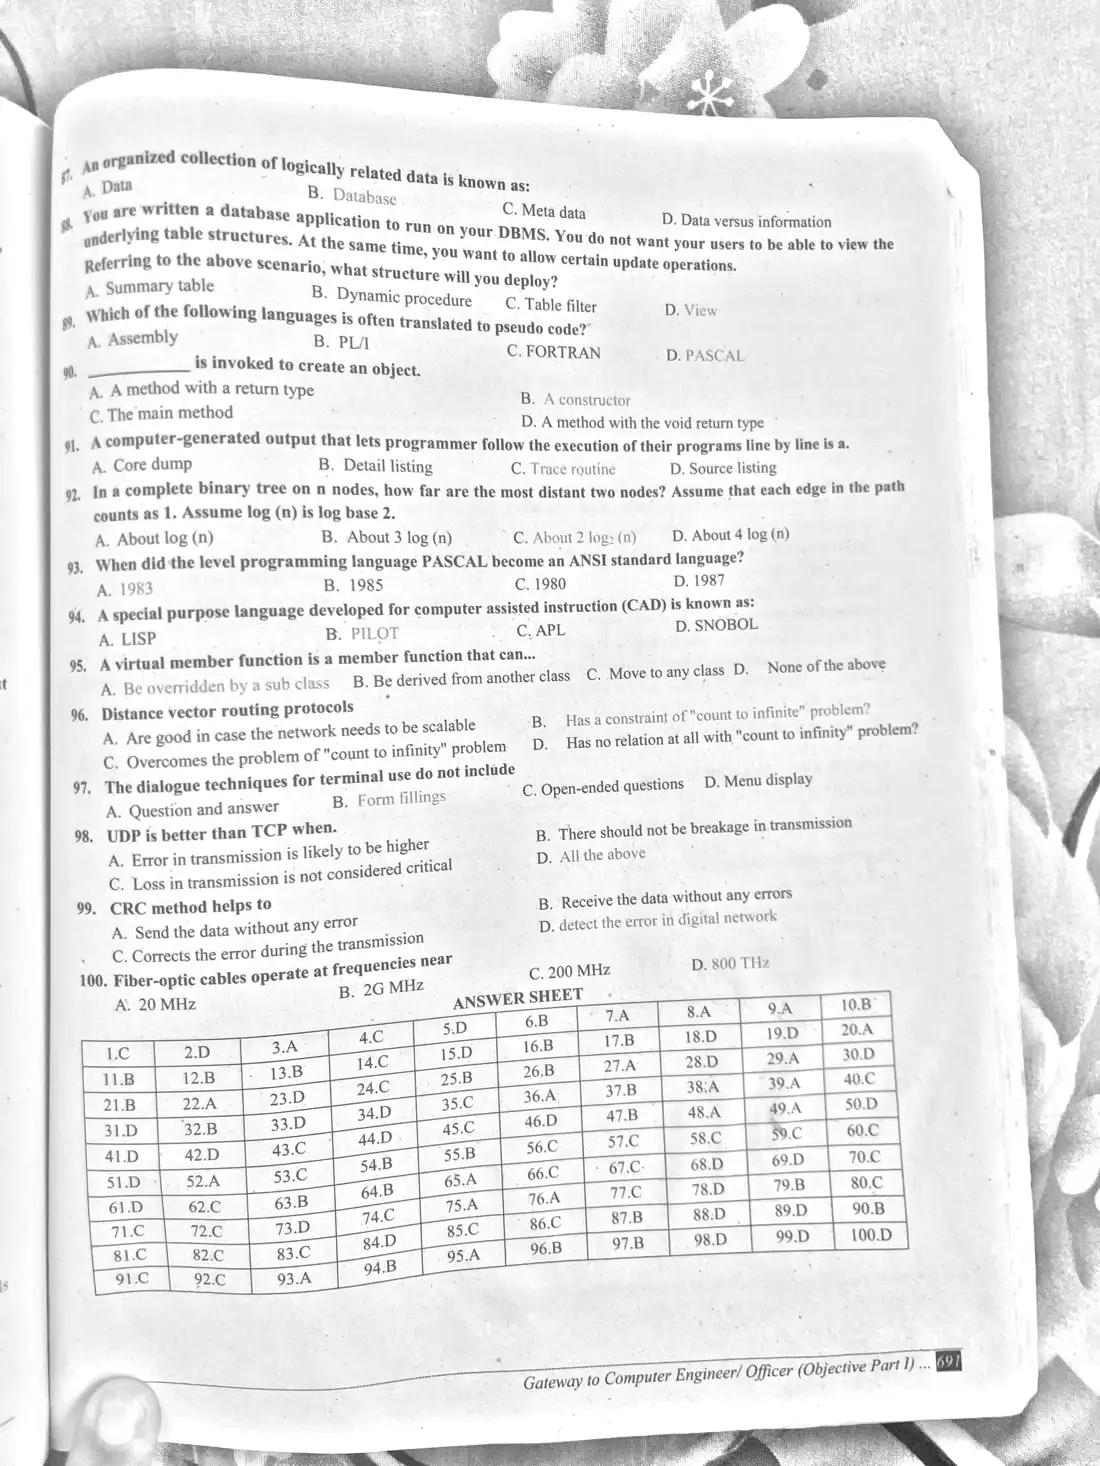 87. An organized collection of logically related data is known as:
A. Data B. Database C. Meta data D. Data versus information
88. You are written a database application to run on your DBMS. You do not want your users to be able to view the
underlying table structures. At the same time, you want to allow certain update operations.
Referring to the above scenario, what structure will you deploy?
A. Summary table B. Dynamic procedure C. Table filter D. View
89. Which of the following languages is often translated to pseudo code?
A. Assembly B. PL/I C. FORTRAN D. PASCAL
90. __________ is invoked to create an object.
A. A method with a return type B. A constructor
C. The main method D. A method with the void return type
91. A computer-generated output that lets programmer follow the execution of their programs line by line is a.
A. Core dump B. Detail listing C. Trace routine D. Source listing
92. In a complete binary tree on n nodes, how far are the most distant two nodes? Assume that each edge in the path
counts as 1. Assume log (n) is log base 2.
A. About log (n) B. About 3 log (n) C. About 2 log₂ (n) D. About 4 log (n)
93. When did the level programming language PASCAL become an ANSI standard language?
A. 1983 B. 1985 C. 1980 D. 1987
94. A special purpose language developed for computer assisted instruction (CAD) is known as:
A. LISP B. PILOT C. APL D. SNOBOL
95. A virtual member function is a member function that can...
A. Be overridden by a sub class B. Be derived from another class C. Move to any class D. None of the above
96. Distance vector routing protocols
A. Are good in case the network needs to be scalable B. Has a constraint of "count to infinite" problem?
C. Overcomes the problem of "count to infinity" problem D. Has no relation at all with "count to infinity" problem?
97. The dialogue techniques for terminal use do not include
A. Question and answer B. Form fillings C. Open-ended questions D. Menu display
98. UDP is better than TCP when.
A. Error in transmission is likely to be higher B. There should not be breakage in transmission
C. Loss in transmission is not considered critical D. All the above
99. CRC method helps to
A. Send the data without any error B. Receive the data without any errors
C. Corrects the error during the transmission D. detect the error in digital network
100. Fiber-optic cables operate at frequencies near
A. 20 MHz B. 2G MHz C. 200 MHz D. 800 THz
ANSWER SHEET
1.C 2.D 3.A 4.C 5.D 6.B 7.A 8.A 9.A 10.B
11.B 12.B 13.B 14.C 15.D 16.B 17.B 18.D 19.D 20.A
21.B 22.A 23.D 24.C 25.B 26.B 27.A 28.D 29.A 30.D
31.D 32.B 33.D 34.D 35.C 36.A 37.B 38.A 39.A 40.C
41.D 42.D 43.C 44.D 45.C 46.D 47.B 48.A 49.A 50.D
51.D 52.A 53.C 54.B 55.B 56.C 57.C 58.C 59.C 60.C
61.D 62.C 63.B 64.B 65.A 66.C 67.C 68.D 69.D 70.C
71.C 72.C 73.D 74.C 75.A 76.A 77.C 78.D 79.B 80.C
81.C 82.C 83.C 84.D 85.C 86.C 87.B 88.D 89.D 90.B
91.C 92.C 93.A 94.B 95.A 96.B 97.B 98.D 99.D 100.D
Gateway to Computer Engineer/ Officer (Objective Part I) ... 691